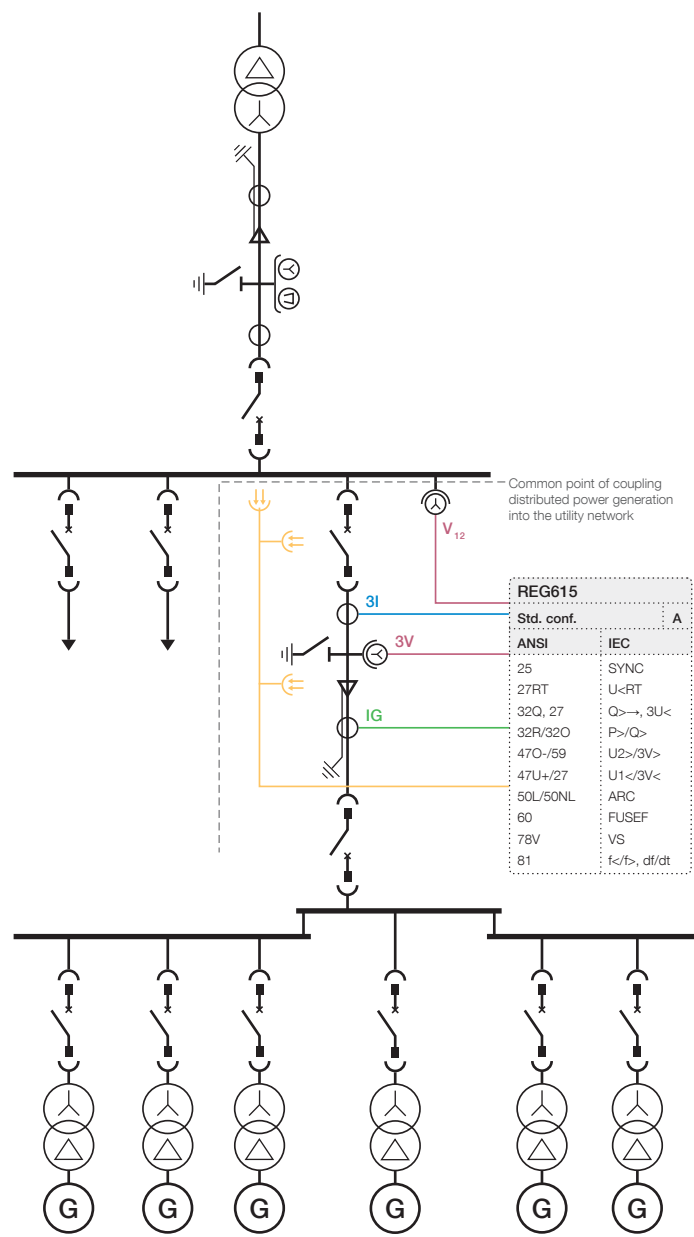 Common point of coupling
distributed power generation
into the utility network
V12
REG615
3I
Std. conf. A
3V
ANSI IEC
25 SYNC
27RT U<RT
32Q, 27 Q>→, 3U<
IG
32R/32O P>/Q>
47O-/59 U2>/3V>
47U+/27 U1</3V<
50L/50NL ARC
60 FUSEF
78V VS
81 f</f>, df/dt
G G G G G G